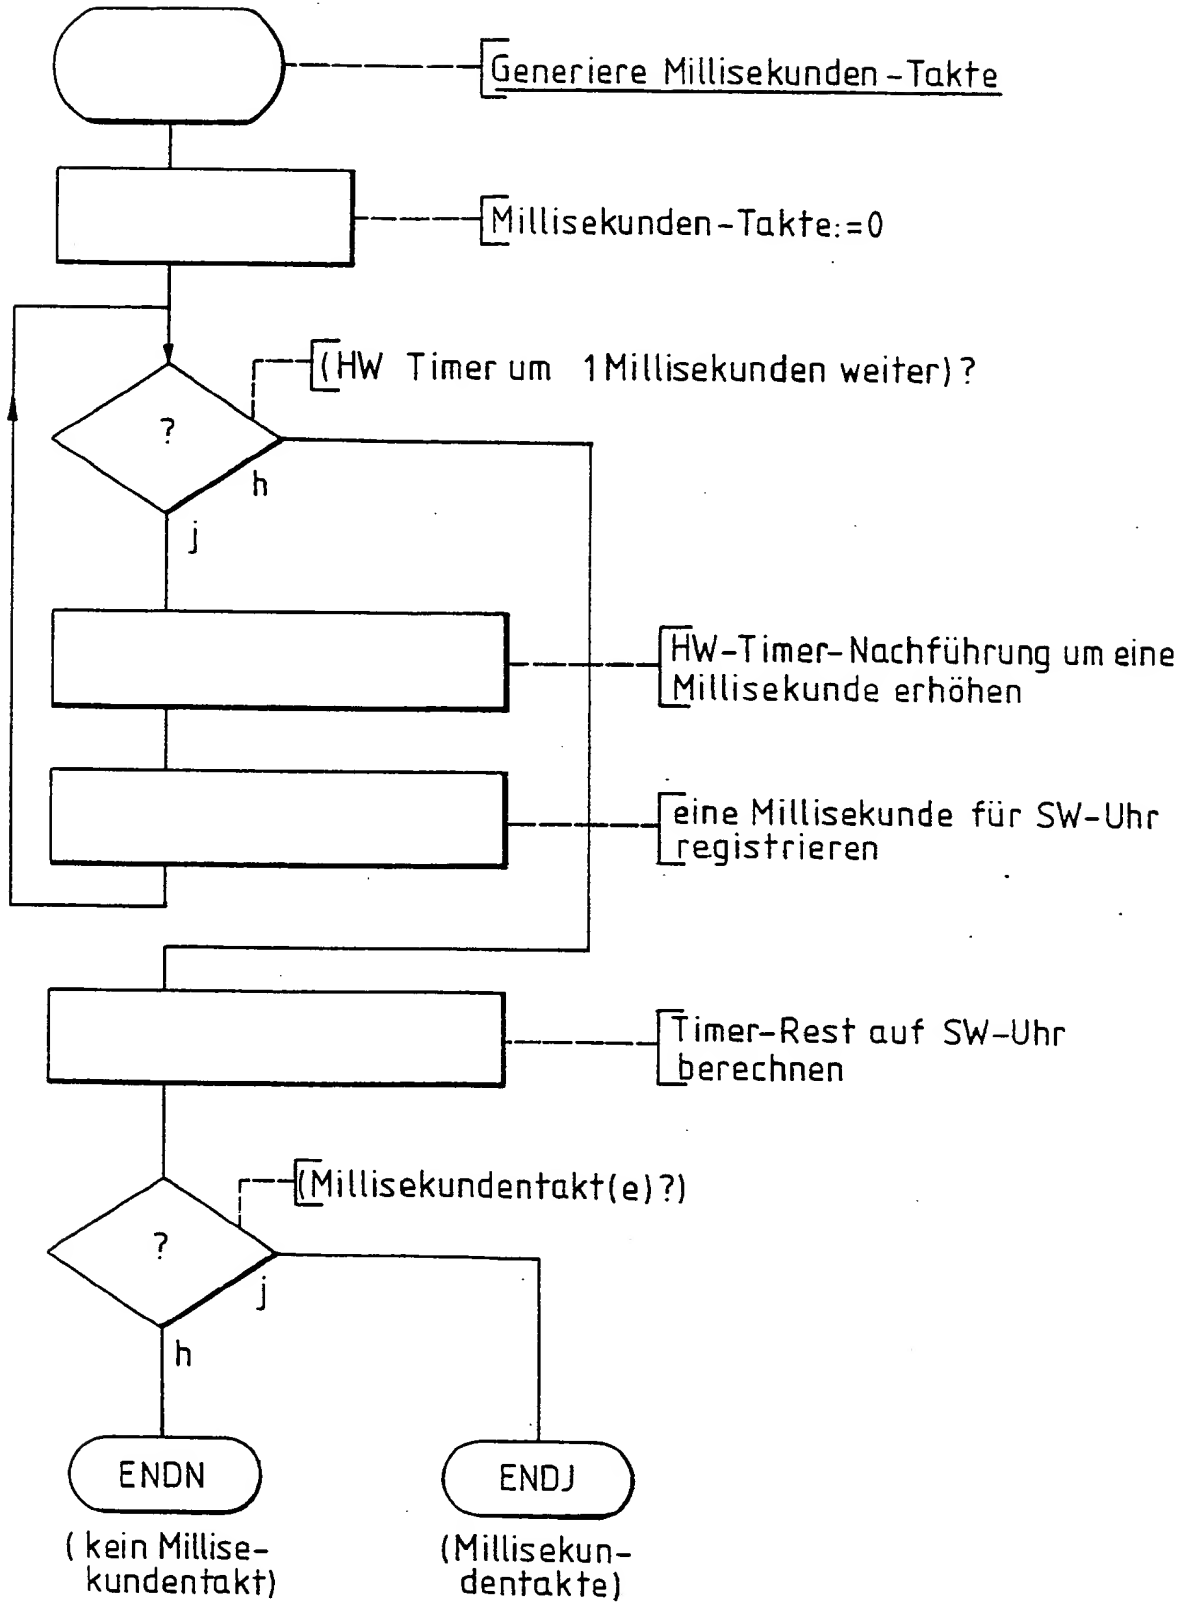 Generiere Millisekunden-Takte
Millisekunden-Takte:=0
(HW Timer um 1 Millisekunden weiter)?
?
h
j
HW-Timer-Nachführung um eine
Millisekunde erhöhen
eine Millisekunde für SW-Uhr
registrieren
Timer-Rest auf SW-Uhr
berechnen
(Millisekundentakt(e)?)
?
j
h
ENDN
ENDJ
(kein Millise-
kundentakt)
(Millisekun-
dentakte)